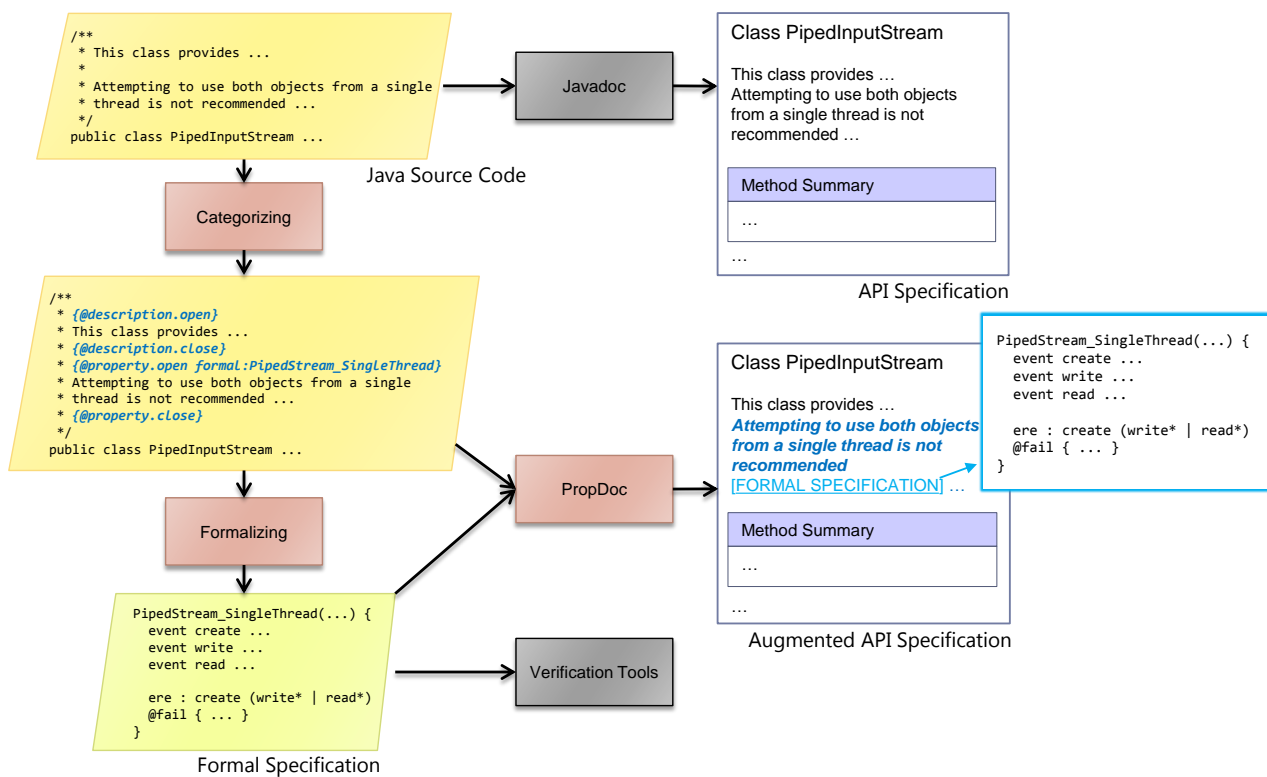 /**
 * This class provides ...
 *
 * Attempting to use both objects from a single
 * thread is not recommended ...
 */
public class PipedInputStream ...
Java Source Code
Javadoc
Class PipedInputStream
This class provides …
Attempting to use both objects
from a single thread is not
recommended …
Method Summary
…
…
API Specification
Categorizing
/**
 * {@description.open}
 * This class provides ...
 * {@description.close}
 * {@property.open formal:PipedStream_SingleThread}
 * Attempting to use both objects from a single
 * thread is not recommended ...
 * {@property.close}
 */
public class PipedInputStream ...
Formalizing
PropDoc
Class PipedInputStream
This class provides …
Attempting to use both objects
from a single thread is not
recommended
[FORMAL SPECIFICATION] …
Method Summary
…
…
Augmented API Specification
PipedStream_SingleThread(...) {
  event create ...
  event write ...
  event read ...
  ere : create (write* | read*)
  @fail { ... }
}
PipedStream_SingleThread(...) {
  event create ...
  event write ...
  event read ...
  ere : create (write* | read*)
  @fail { ... }
}
Formal Specification
Verification Tools